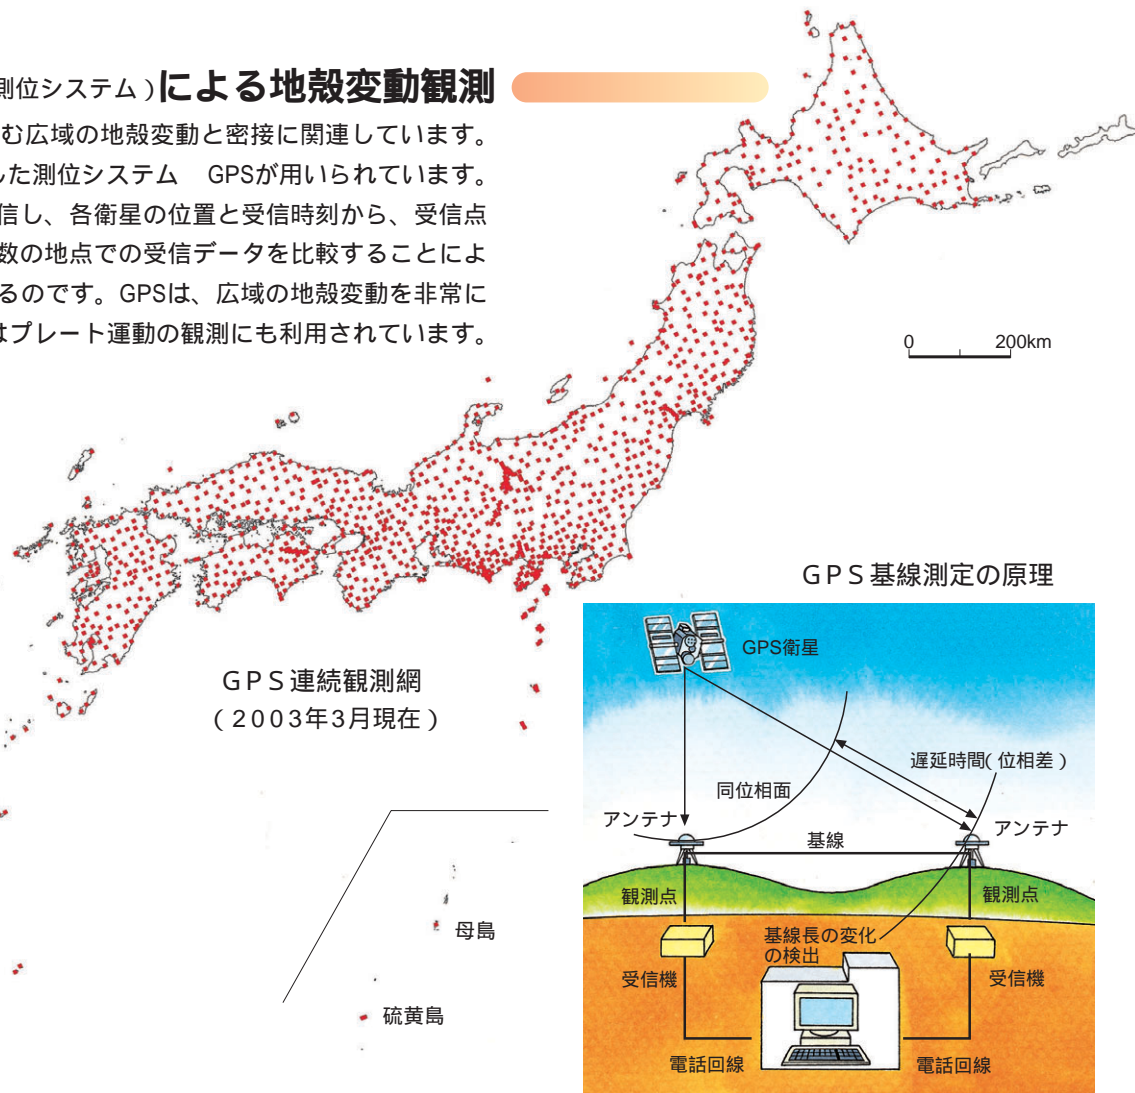 測位システム）による地殻変動観測
む広域の地殻変動と密接に関連しています。
した測位システム　GPSが用いられています。
信し、各衛星の位置と受信時刻から、受信点
数の地点での受信データを比較することによ
るのです。GPSは、広域の地殻変動を非常に
はプレート運動の観測にも利用されています。
0 200km
GPS連続観測網
（2003年3月現在）
母島
硫黄島
GPS基線測定の原理
GPS衛星
遅延時間（位相差）
同位相面
アンテナ
アンテナ
基線
観測点
観測点
基線長の変化
の検出
受信機
受信機
電話回線
電話回線